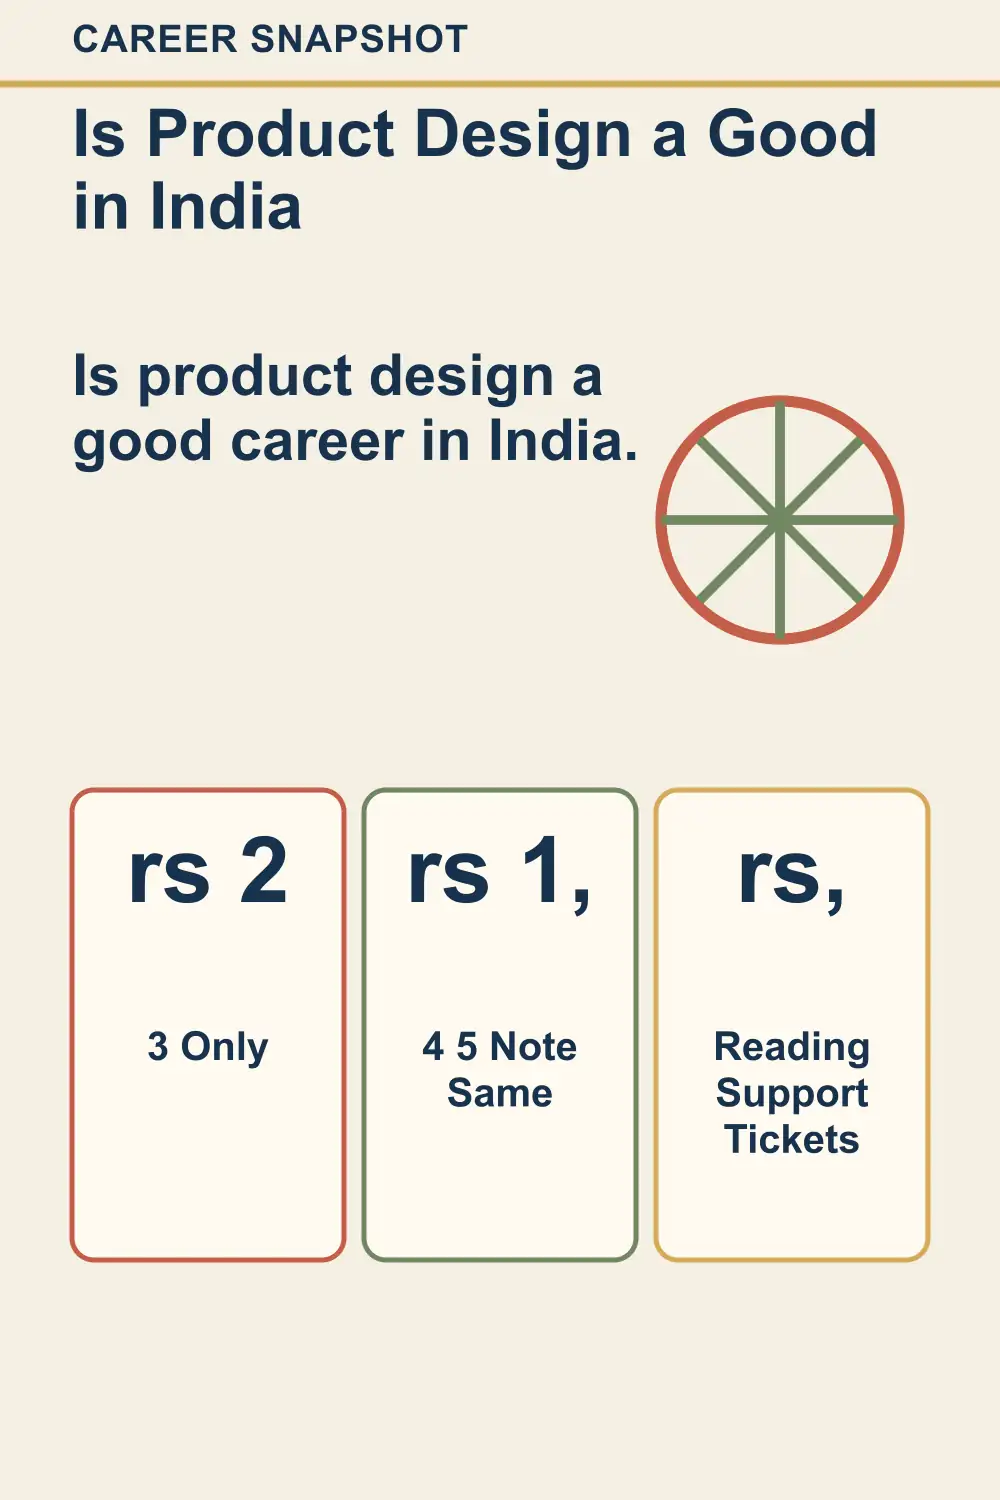 CAREER SNAPSHOT
Is Product Design a Good
in India
Is product design a
good career in India.
rs 2
3 Only
rs 1,
4 5 Note
Same
rs,
Reading
Support
Tickets